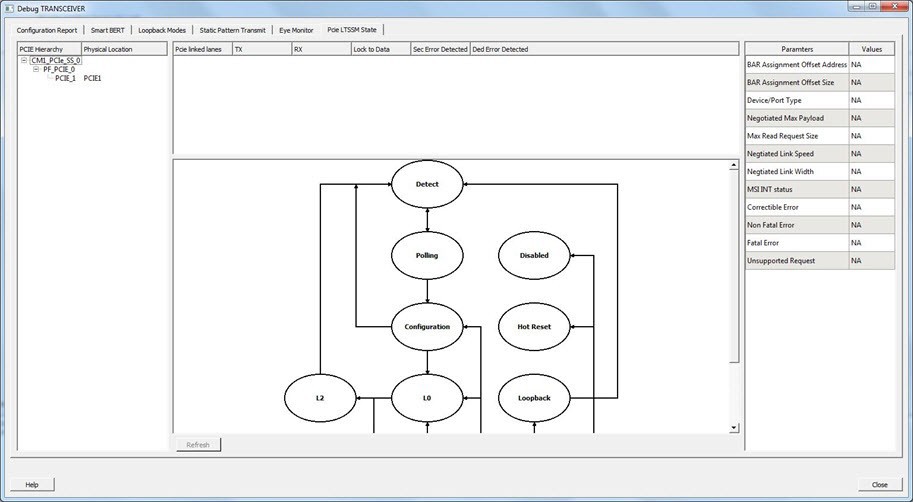 Debug TRANSCEIVER
Configuration Report Smart BERT Loopback Modes Static Pattern Transmit Eye Monitor Pcie LTSSM State
PCIE Hierarchy Physical Location
CM1_PCIe_SS_0
PF_PCIE_0
PCIE_1 PCIE1
Pcie linked lanes TX RX Lock to Data Sec Error Detected Ded Error Detected
Detect
Polling
Disabled
Configuration
Hot Reset
L2
L0
Loopback
Refresh
Paramters Values
BAR Assignment Offset Address NA
BAR Assignment Offset Size NA
Device/Port Type NA
Negotiated Max Payload NA
Max Read Request Size NA
Negtiated Link Speed NA
Negtiated Link Width NA
MSI INT status NA
Correctible Error NA
Non Fatal Error NA
Fatal Error NA
Unsupported Request NA
Help
Close